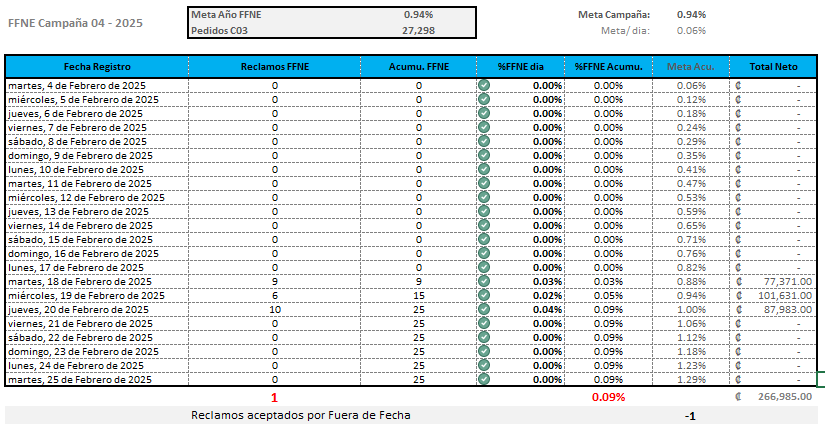 FFNE Campaña 04 - 2025
Meta Año FFNE 0.94% Meta Campaña: 0.94%
Pedidos C03 27,298 Meta/ dia: 0.06%
Fecha Registro Reclamos FFNE Acumu. FFNE %FFNE dia %FFNE Acumu. Meta Acu. Total Neto
martes, 4 de Febrero de 2025 0 0 0.00% 0.00% 0.06% ₡ -
miércoles, 5 de Febrero de 2025 0 0 0.00% 0.00% 0.12% ₡ -
jueves, 6 de Febrero de 2025 0 0 0.00% 0.00% 0.18% ₡ -
viernes, 7 de Febrero de 2025 0 0 0.00% 0.00% 0.24% ₡ -
sábado, 8 de Febrero de 2025 0 0 0.00% 0.00% 0.29% ₡ -
domingo, 9 de Febrero de 2025 0 0 0.00% 0.00% 0.35% ₡ -
lunes, 10 de Febrero de 2025 0 0 0.00% 0.00% 0.41% ₡ -
martes, 11 de Febrero de 2025 0 0 0.00% 0.00% 0.47% ₡ -
miércoles, 12 de Febrero de 2025 0 0 0.00% 0.00% 0.53% ₡ -
jueves, 13 de Febrero de 2025 0 0 0.00% 0.00% 0.59% ₡ -
viernes, 14 de Febrero de 2025 0 0 0.00% 0.00% 0.65% ₡ -
sábado, 15 de Febrero de 2025 0 0 0.00% 0.00% 0.71% ₡ -
domingo, 16 de Febrero de 2025 0 0 0.00% 0.00% 0.76% ₡ -
lunes, 17 de Febrero de 2025 0 0 0.00% 0.00% 0.82% ₡ -
martes, 18 de Febrero de 2025 9 9 0.03% 0.03% 0.88% ₡ 77,371.00
miércoles, 19 de Febrero de 2025 6 15 0.02% 0.05% 0.94% ₡ 101,631.00
jueves, 20 de Febrero de 2025 10 25 0.04% 0.09% 1.00% ₡ 87,983.00
viernes, 21 de Febrero de 2025 0 25 0.00% 0.09% 1.06% ₡ -
sábado, 22 de Febrero de 2025 0 25 0.00% 0.09% 1.12% ₡ -
domingo, 23 de Febrero de 2025 0 25 0.00% 0.09% 1.18% ₡ -
lunes, 24 de Febrero de 2025 0 25 0.00% 0.09% 1.23% ₡ -
martes, 25 de Febrero de 2025 0 25 0.00% 0.09% 1.29% ₡ -
1 0.09% ₡ 266,985.00
Reclamos aceptados por Fuera de Fecha -1